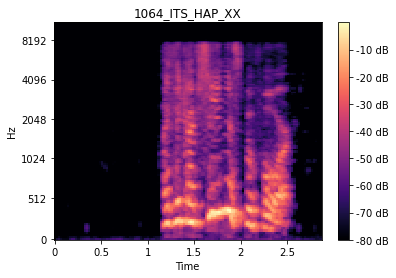 1064_ITS_HAP_XX
8192
4096
2048
1024
512
0
Hz
0
0.5
1
1.5
2
2.5
Time
-10 dB
-20 dB
-30 dB
-40 dB
-50 dB
-60 dB
-70 dB
-80 dB